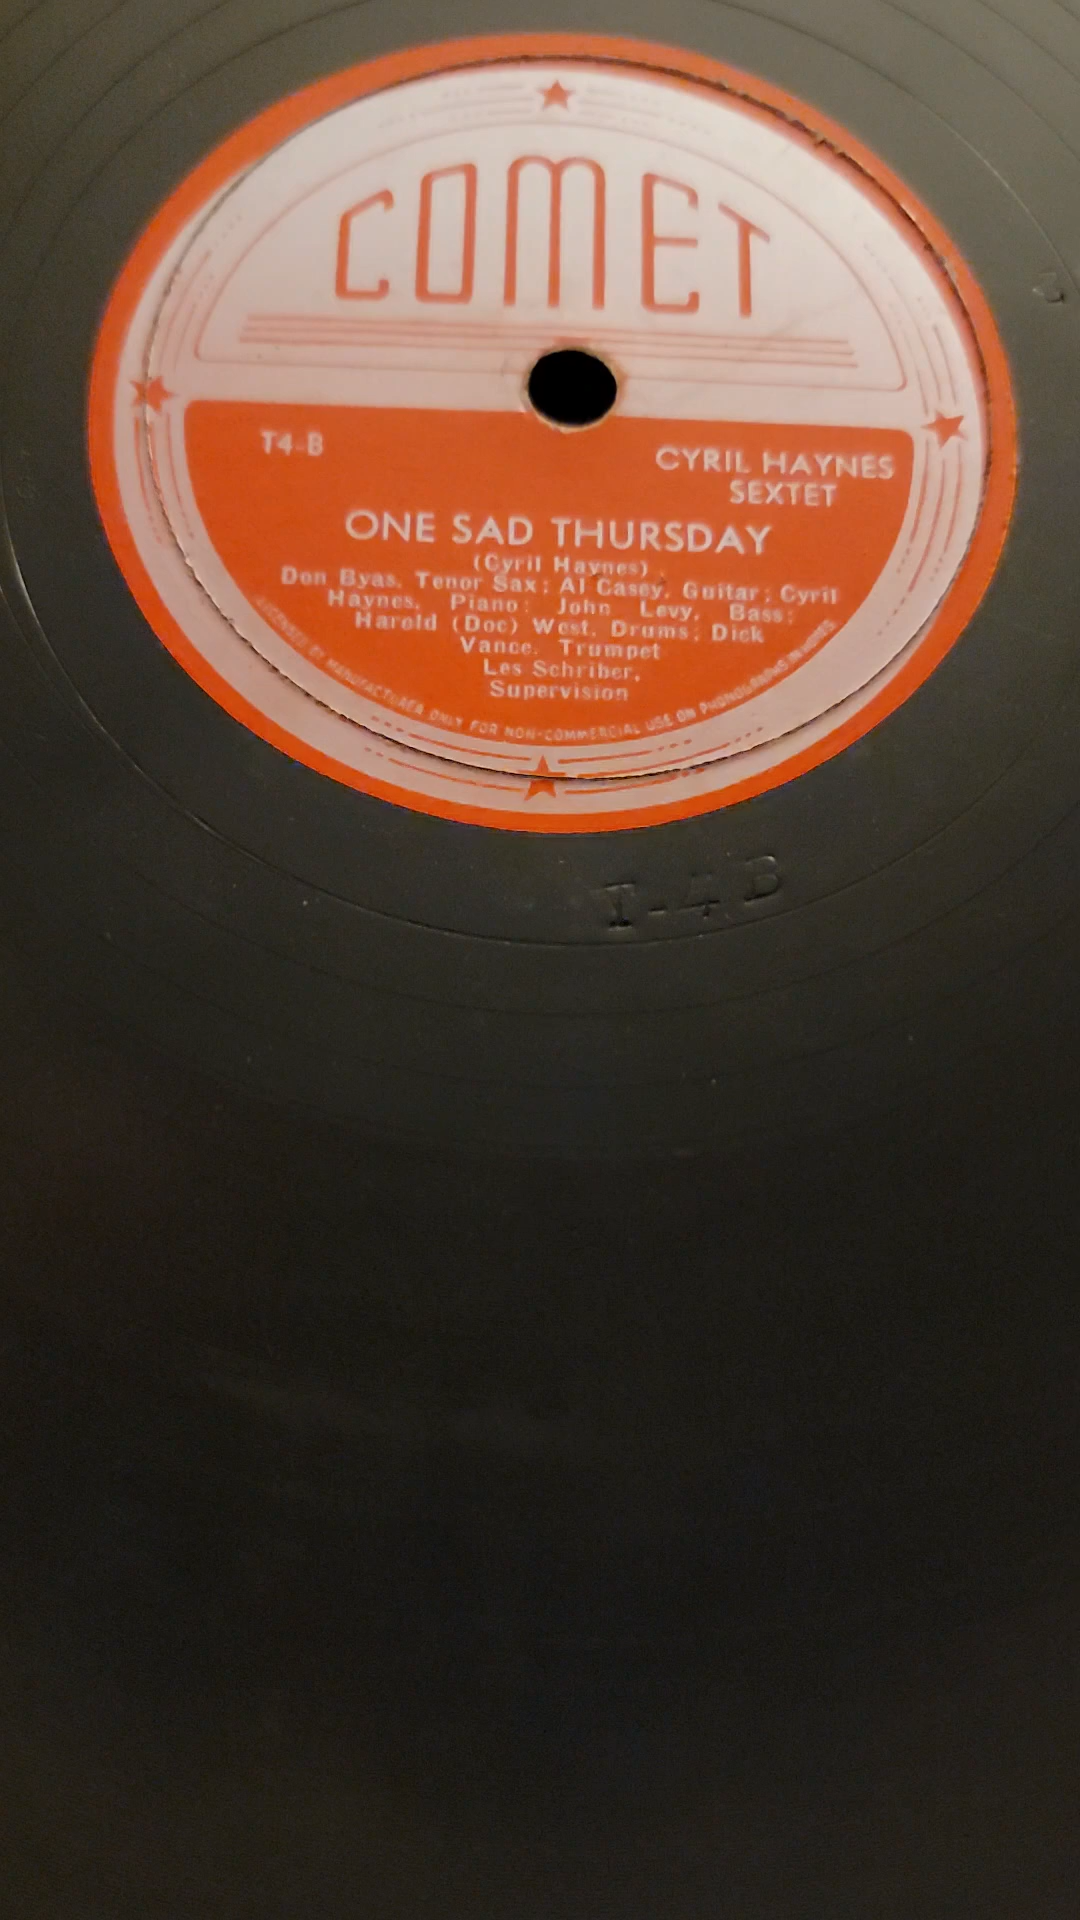 COMET
T4-B
CYRIL HAYNES
SEXTET
ONE SAD THURSDAY
(Cyril Haynes)
Don Byas, Tenor Sax; Al Casey, Guitar; Cyril
Haynes, Piano; John Levy, Bass;
Harold (Doc) West, Drums; Dick
Vance, Trumpet
Les Schriber,
Supervision
LICENSED BY MANUFACTURER ONLY FOR NON-COMMERCIAL USE ON PHONOGRAPHS IN HOMES
T-4B